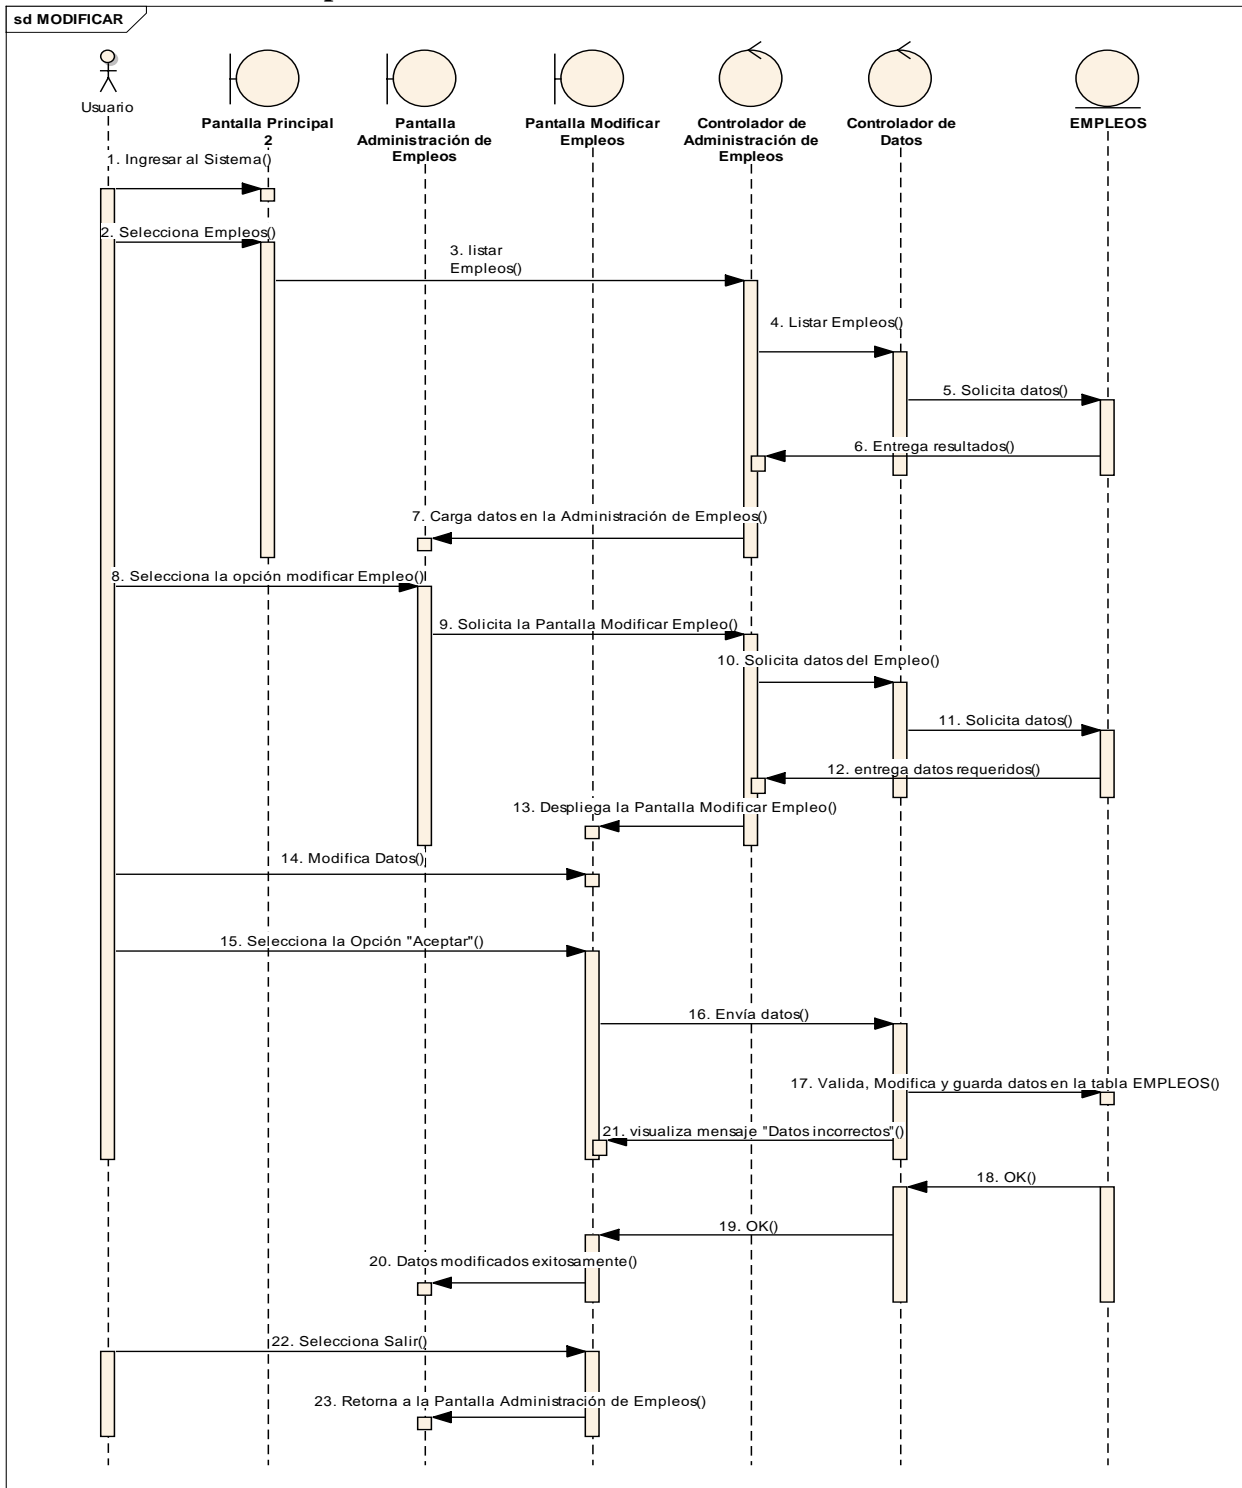 sd MODIFICAR
Usuario
Pantalla Principal
2
Pantalla
Administración de
Empleos
Pantalla Modificar
Empleos
Controlador de
Administración de
Empleos
Controlador de
Datos
EMPLEOS
1. Ingresar al Sistema()
2. Selecciona Empleos()
3. listar
Empleos()
4. Listar Empleos()
5. Solicita datos()
6. Entrega resultados()
7. Carga datos en la Administración de Empleos()
8. Selecciona la opción modificar Empleo()
9. Solicita la Pantalla Modificar Empleo()
10. Solicita datos del Empleo()
11. Solicita datos()
12. entrega datos requeridos()
13. Despliega la Pantalla Modificar Empleo()
14. Modifica Datos()
15. Selecciona la Opción "Aceptar"()
16. Envía datos()
17. Valida, Modifica y guarda datos en la tabla EMPLEOS()
21. visualiza mensaje "Datos incorrectos"()
18. OK()
19. OK()
20. Datos modificados exitosamente()
22. Selecciona Salir()
23. Retorna a la Pantalla Administración de Empleos()